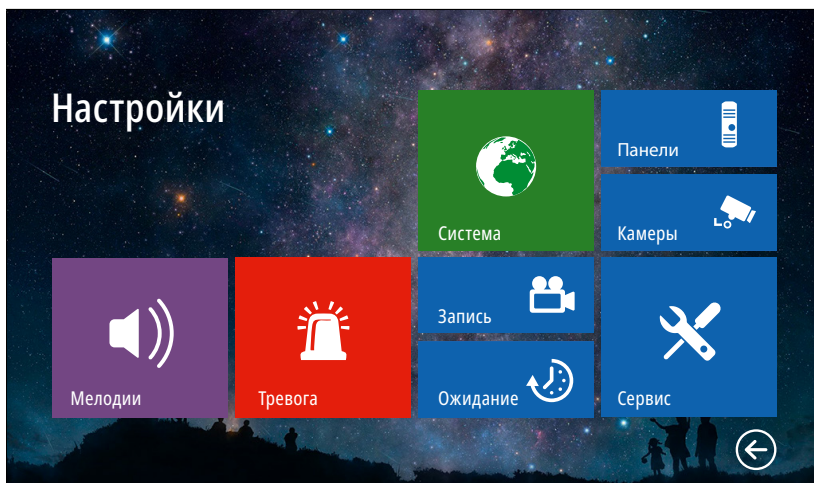 Настройки
Панели
Система
Камеры
Запись
Мелодии
Тревога
Ожидание
Сервис